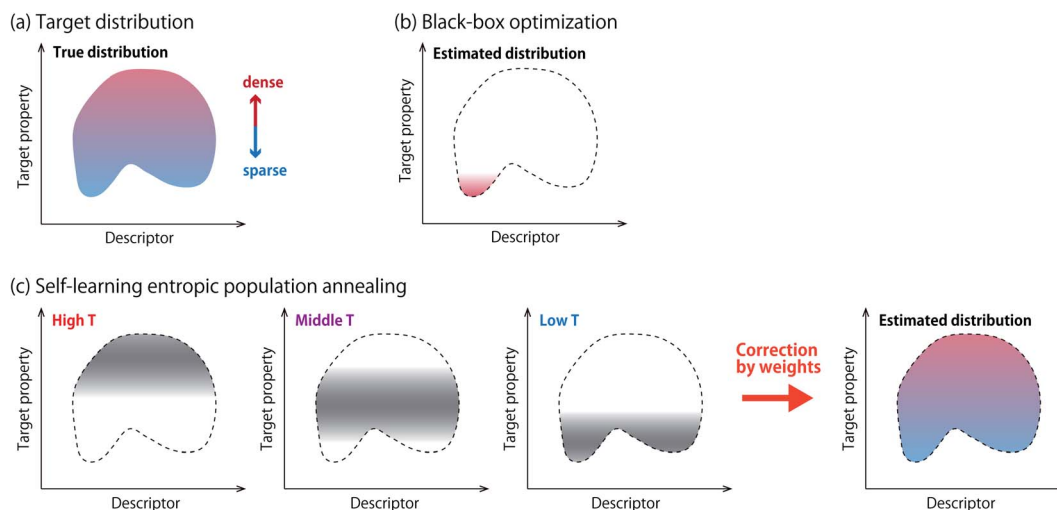 (a) Target distribution
True distribution
dense
sparse
Target property
Descriptor
(b) Black-box optimization
Estimated distribution
Target property
Descriptor
(c) Self-learning entropic population annealing
High T
Target property
Descriptor
Middle T
Target property
Descriptor
Low T
Target property
Descriptor
Correction
by weights
Estimated distribution
Target property
Descriptor